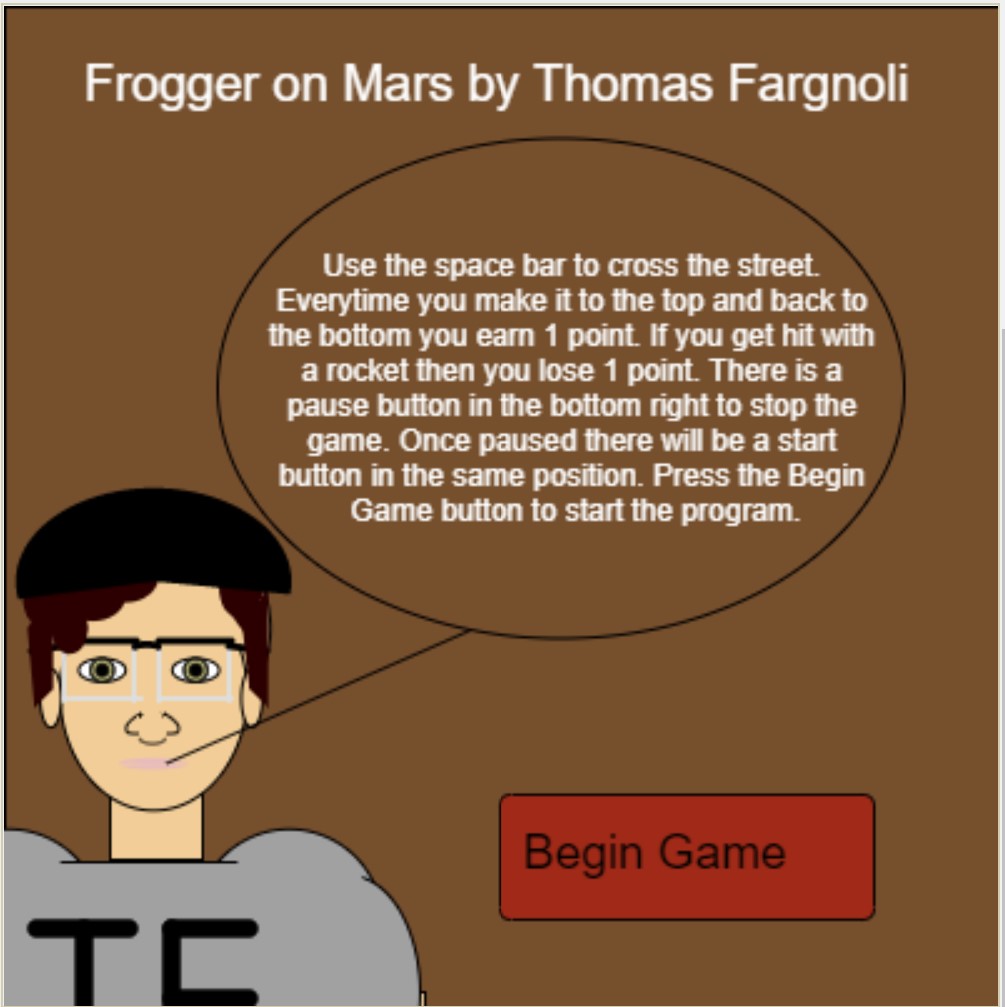 Frogger on Mars by Thomas Fargnoli
Use the space bar to cross the street.
Everytime you make it to the top and back to
the bottom you earn 1 point. If you get hit with
a rocket then you lose 1 point. There is a
pause button in the bottom right to stop the
game. Once paused there will be a start
button in the same position. Press the Begin
Game button to start the program.
Begin Game
TF